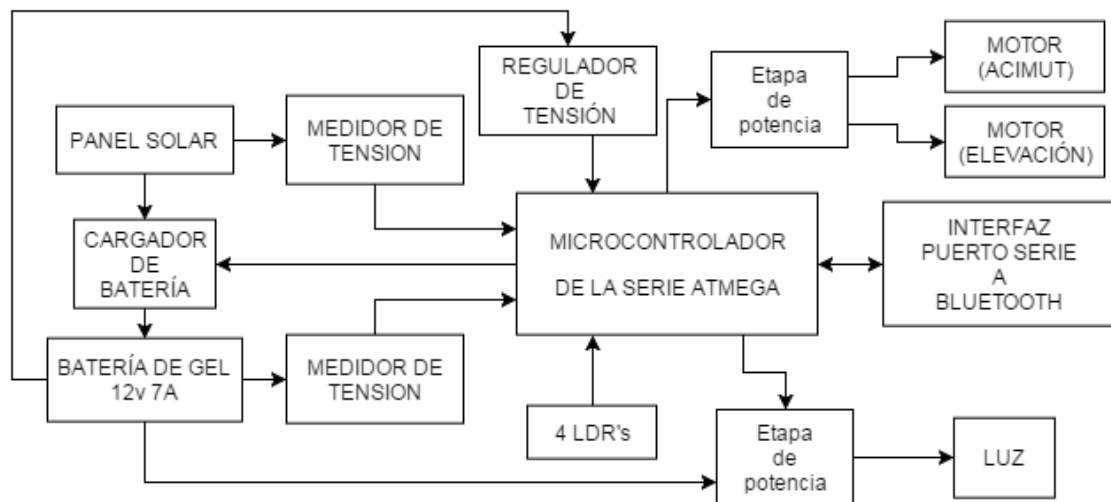 REGULADOR
DE
TENSIÓN
Etapa
de
potencia
MOTOR
(ACIMUT)
MOTOR
(ELEVACIÓN)
PANEL SOLAR
MEDIDOR DE
TENSION
CARGADOR
DE
BATERÍA
MICROCONTROLADOR
DE LA SERIE ATMEGA
INTERFAZ
PUERTO SERIE
A
BLUETOOTH
BATERÍA DE GEL
12v 7A
MEDIDOR DE
TENSION
4 LDR's
Etapa
de
potencia
LUZ